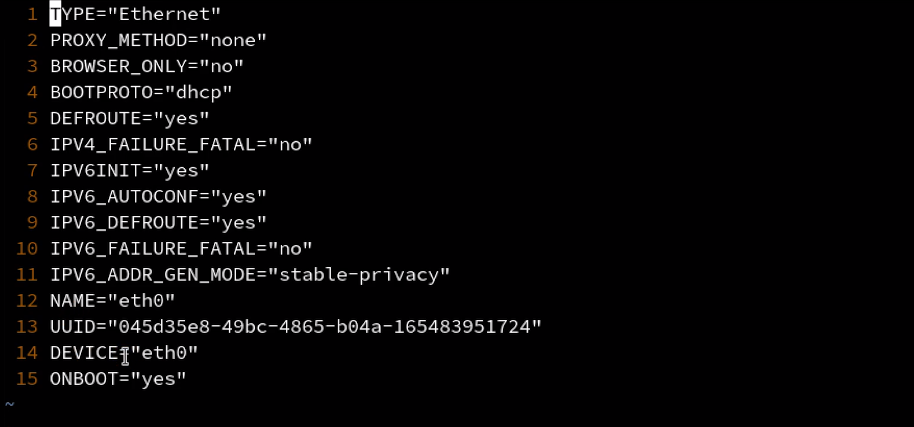 1 TYPE="Ethernet"
2 PROXY_METHOD="none"
3 BROWSER_ONLY="no"
4 BOOTPROTO="dhcp"
5 DEFROUTE="yes"
6 IPV4_FAILURE_FATAL="no"
7 IPV6INIT="yes"
8 IPV6_AUTOCONF="yes"
9 IPV6_DEFROUTE="yes"
10 IPV6_FAILURE_FATAL="no"
11 IPV6_ADDR_GEN_MODE="stable-privacy"
12 NAME="eth0"
13 UUID="045d35e8-49bc-4865-b04a-165483951724"
14 DEVICE="eth0"
15 ONBOOT="yes"
~